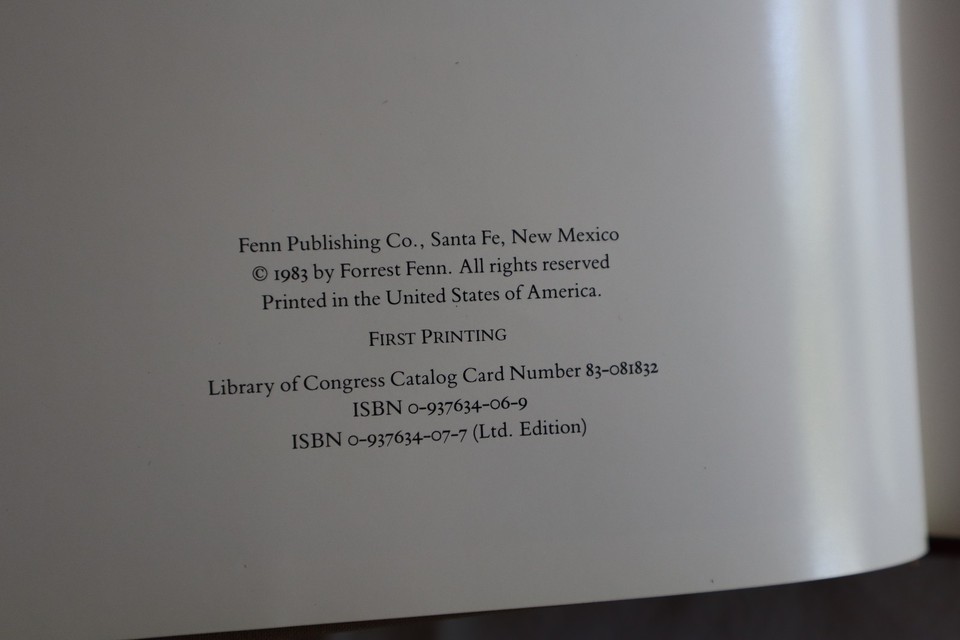 Fenn Publishing Co., Santa Fe, New Mexico
© 1983 by Forrest Fenn. All rights reserved
Printed in the United States of America.
FIRST PRINTING
Library of Congress Catalog Card Number 83-081832
ISBN 0-937634-06-9
ISBN 0-937634-07-7 (Ltd. Edition)